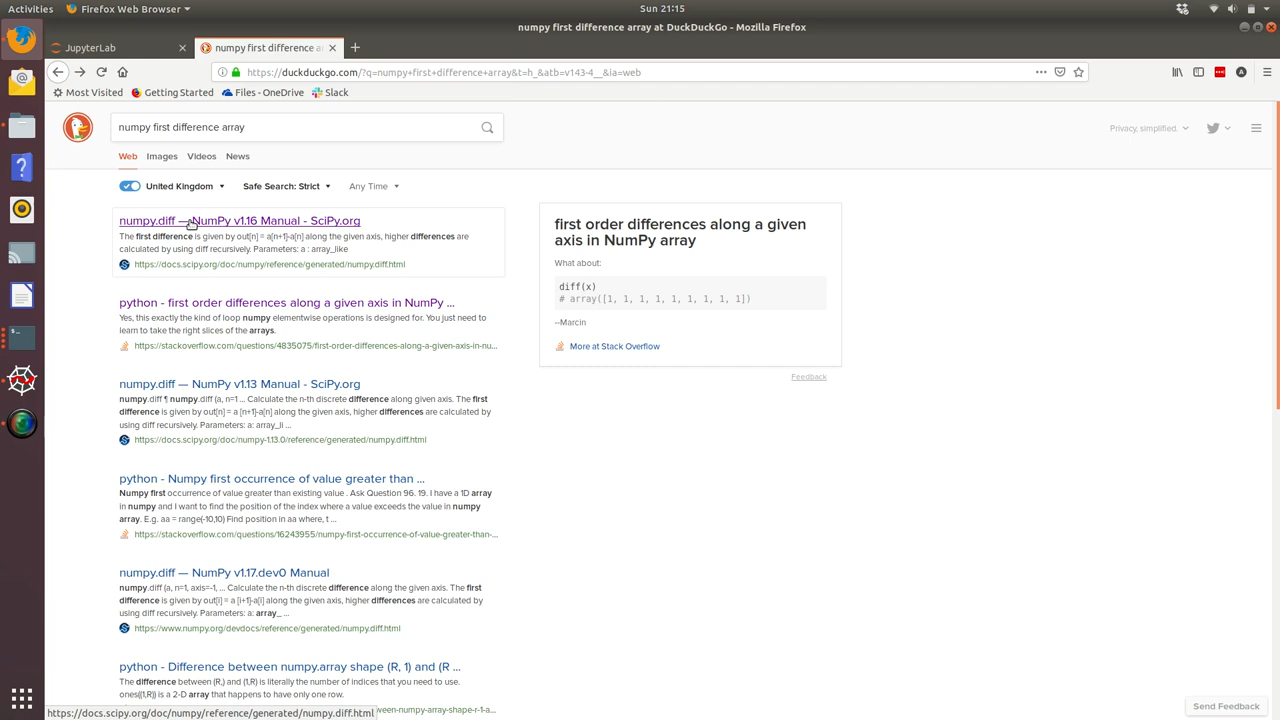 Activities
Firefox Web Browser
Sun 21:15
numpy first difference array at DuckDuckGo - Mozilla Firefox
JupyterLab
numpy first difference a
https://duckduckgo.com/?q=numpy+first+difference+array&t=h_&atb=v143-4__&ia=web
Most Visited
Getting Started
Files - OneDrive
Slack
numpy first difference array
Privacy, simplified.
Web
Images
Videos
News
United Kingdom
Safe Search: Strict
Any Time
numpy.diff — NumPy v1.16 Manual - SciPy.org
The first difference is given by out[n] = a[n+1]-a[n] along the given axis, higher differences are
calculated by using diff recursively. Parameters: a : array_like
https://docs.scipy.org/doc/numpy/reference/generated/numpy.diff.html
python - first order differences along a given axis in NumPy ...
Yes, this exactly the kind of loop numpy elementwise operations is designed for. You just need to
learn to take the right slices of the arrays.
https://stackoverflow.com/questions/4835075/first-order-differences-along-a-given-axis-in-nu...
numpy.diff — NumPy v1.13 Manual - SciPy.org
numpy.diff ¶ numpy.diff (a, n=1 ... Calculate the n-th discrete difference along given axis. The first
difference is given by out[n] = a [n+1]-a[n] along the given axis, higher differences are calculated by
using diff recursively. Parameters: a: array_li ...
https://docs.scipy.org/doc/numpy-1.13.0/reference/generated/numpy.diff.html
python - Numpy first occurrence of value greater than ...
Numpy first occurrence of value greater than existing value . Ask Question 96. 19. I have a 1D array
in numpy and I want to find the position of the index where a value exceeds the value in numpy
array. E.g. aa = range(-10,10) Find position in aa where, t ...
https://stackoverflow.com/questions/16243955/numpy-first-occurrence-of-value-greater-than-...
numpy.diff — NumPy v1.17.dev0 Manual
numpy.diff (a, n=1, axis=-1, ... Calculate the n-th discrete difference along the given axis. The first
difference is given by out[i] = a [i+1]-a[i] along the given axis, higher differences are calculated by
using diff recursively. Parameters: a: array_ ...
https://www.numpy.org/devdocs/reference/generated/numpy.diff.html
python - Difference between numpy.array shape (R, 1) and (R ...
The difference between (R,) and (1,R) is literally the number of indices that you need to use.
ones((1,R)) is a 2-D array that happens to have only one row.
ween-numpy-array-shape-r-1-a...
https://docs.scipy.org/doc/numpy/reference/generated/numpy.diff.html
first order differences along a given
axis in NumPy array
What about:
diff(x)
# array([1, 1, 1, 1, 1, 1, 1, 1, 1])
--Marcin
More at Stack Overflow
Feedback
Send Feedback